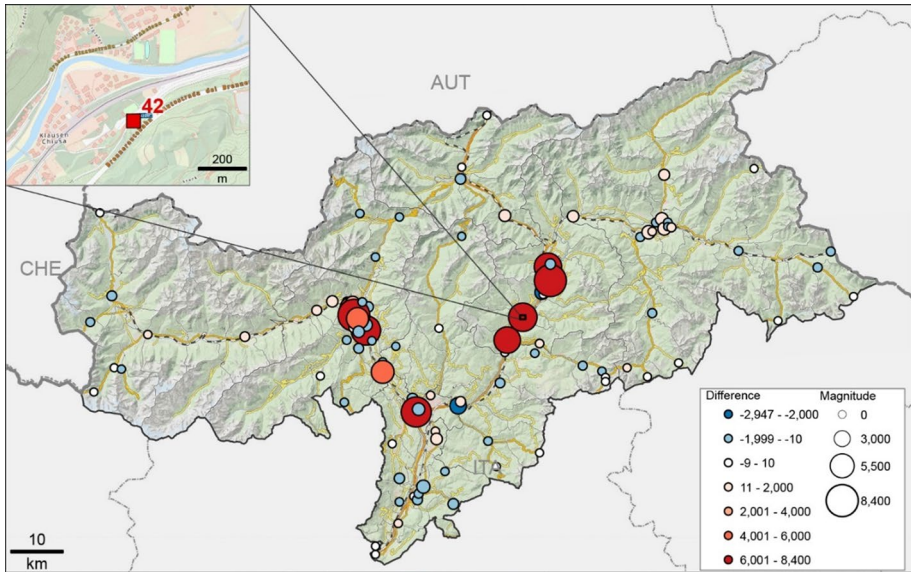 42
Klausen
Chiusa
200
m
AUT
CHE
ITA
10
km
Difference
-2,947 - -2,000
-1,999 - -10
-9 - 10
11 - 2,000
2,001 - 4,000
4,001 - 6,000
6,001 - 8,400
Magnitude
0
3,000
5,500
8,400